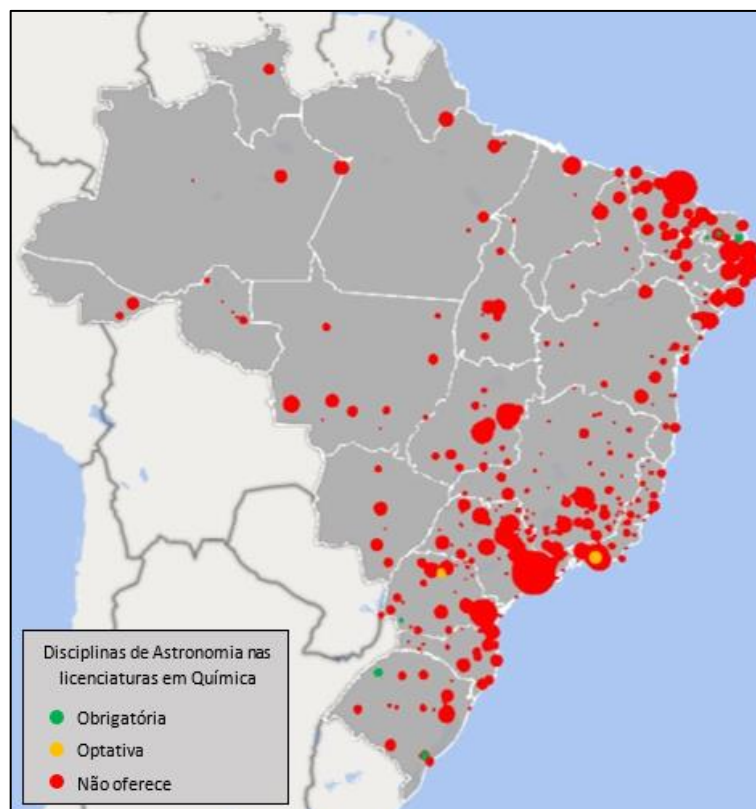 Disciplinas de Astronomia nas
licenciaturas em Química
Obrigatória
Optativa
Não oferece